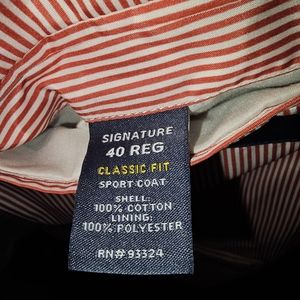 SIGNATURE
40 REG
CLASSIC FIT
SPORT COAT
SHELL:
100% COTTON
LINING:
100% POLYESTER
RN# 93324